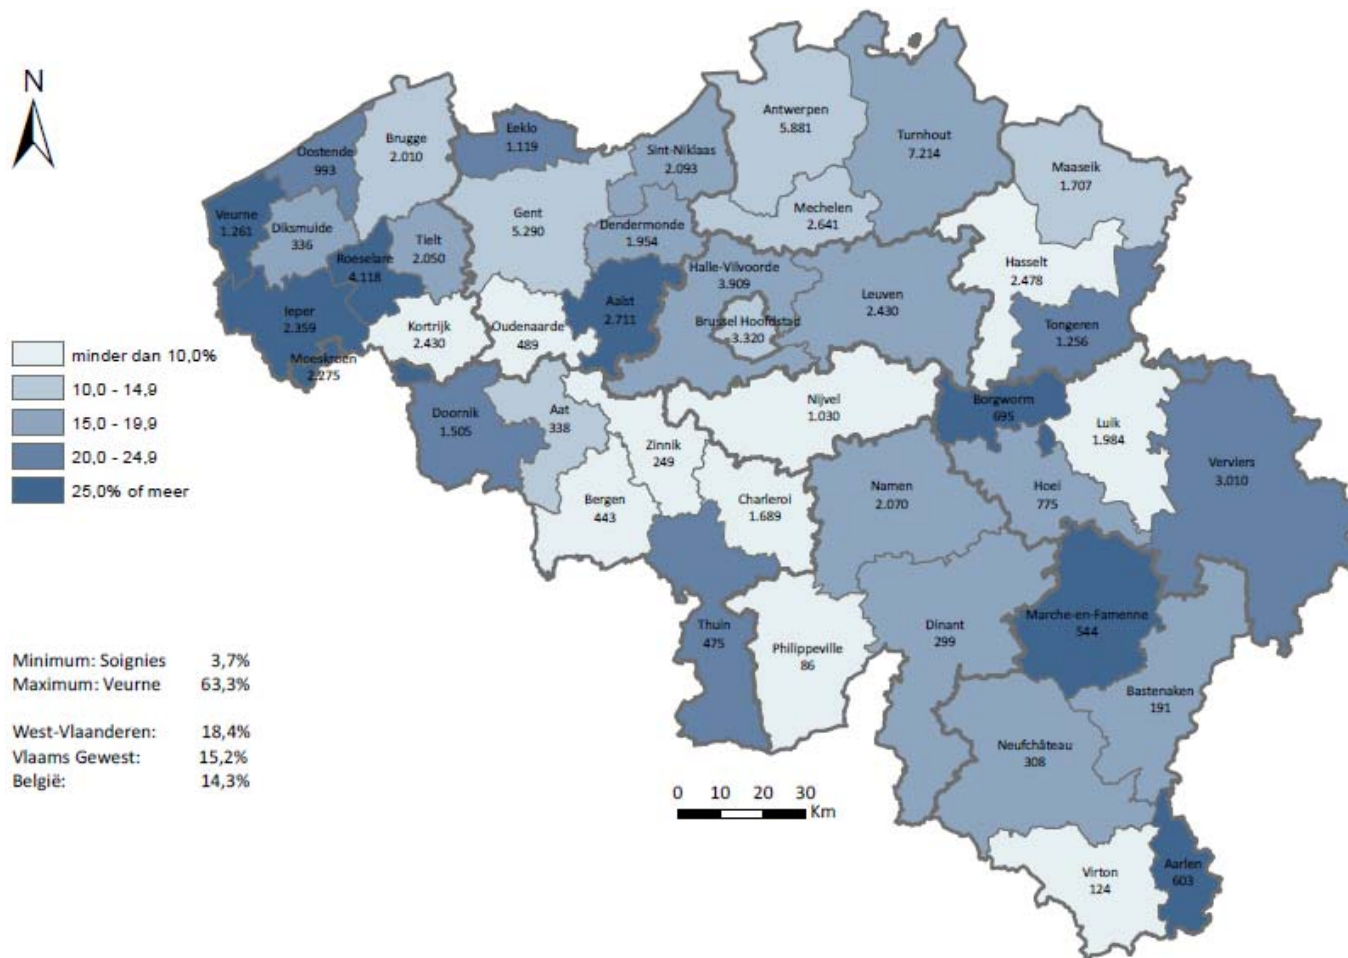 N
Antwerpen
5.881
Turnhout
7.214
Eeklo
1.119
Brugge
2.010
Oostende
993
Sint-Niklaas
2.093
Maaseik
1.707
Veurne
1.261
Diksmuide
336
Tielt
2.050
Gent
5.290
Dendermonde
1.954
Mechelen
2.641
Roeselare
4.118
Halle-Vilvoorde
3.909
Hasselt
2.478
Ieper
2.359
Kortrijk
2.430
Oudenaarde
489
Aalst
2.711
Brussel Hoofdstad
3.320
Leuven
2.430
Tongeren
1.256
Moeskroen
2.275
minder dan 10,0%
10,0 - 14,9
15,0 - 19,9
20,0 - 24,9
25,0% of meer
Doornik
1.505
Aat
338
Nijvel
1.030
Borgworm
695
Luik
1.984
Zinnik
249
Verviers
3.010
Bergen
443
Charleroi
1.689
Namen
2.070
Hoei
775
Thuin
475
Philippeville
86
Dinant
299
Marche-en-Famenne
544
Bastenaken
191
Neufchâteau
308
Virton
124
Aarlen
603
Minimum: Soignies 3,7%
Maximum: Veurne 63,3%
West-Vlaanderen: 18,4%
Vlaams Gewest: 15,2%
België: 14,3%
0 10 20 30
Km